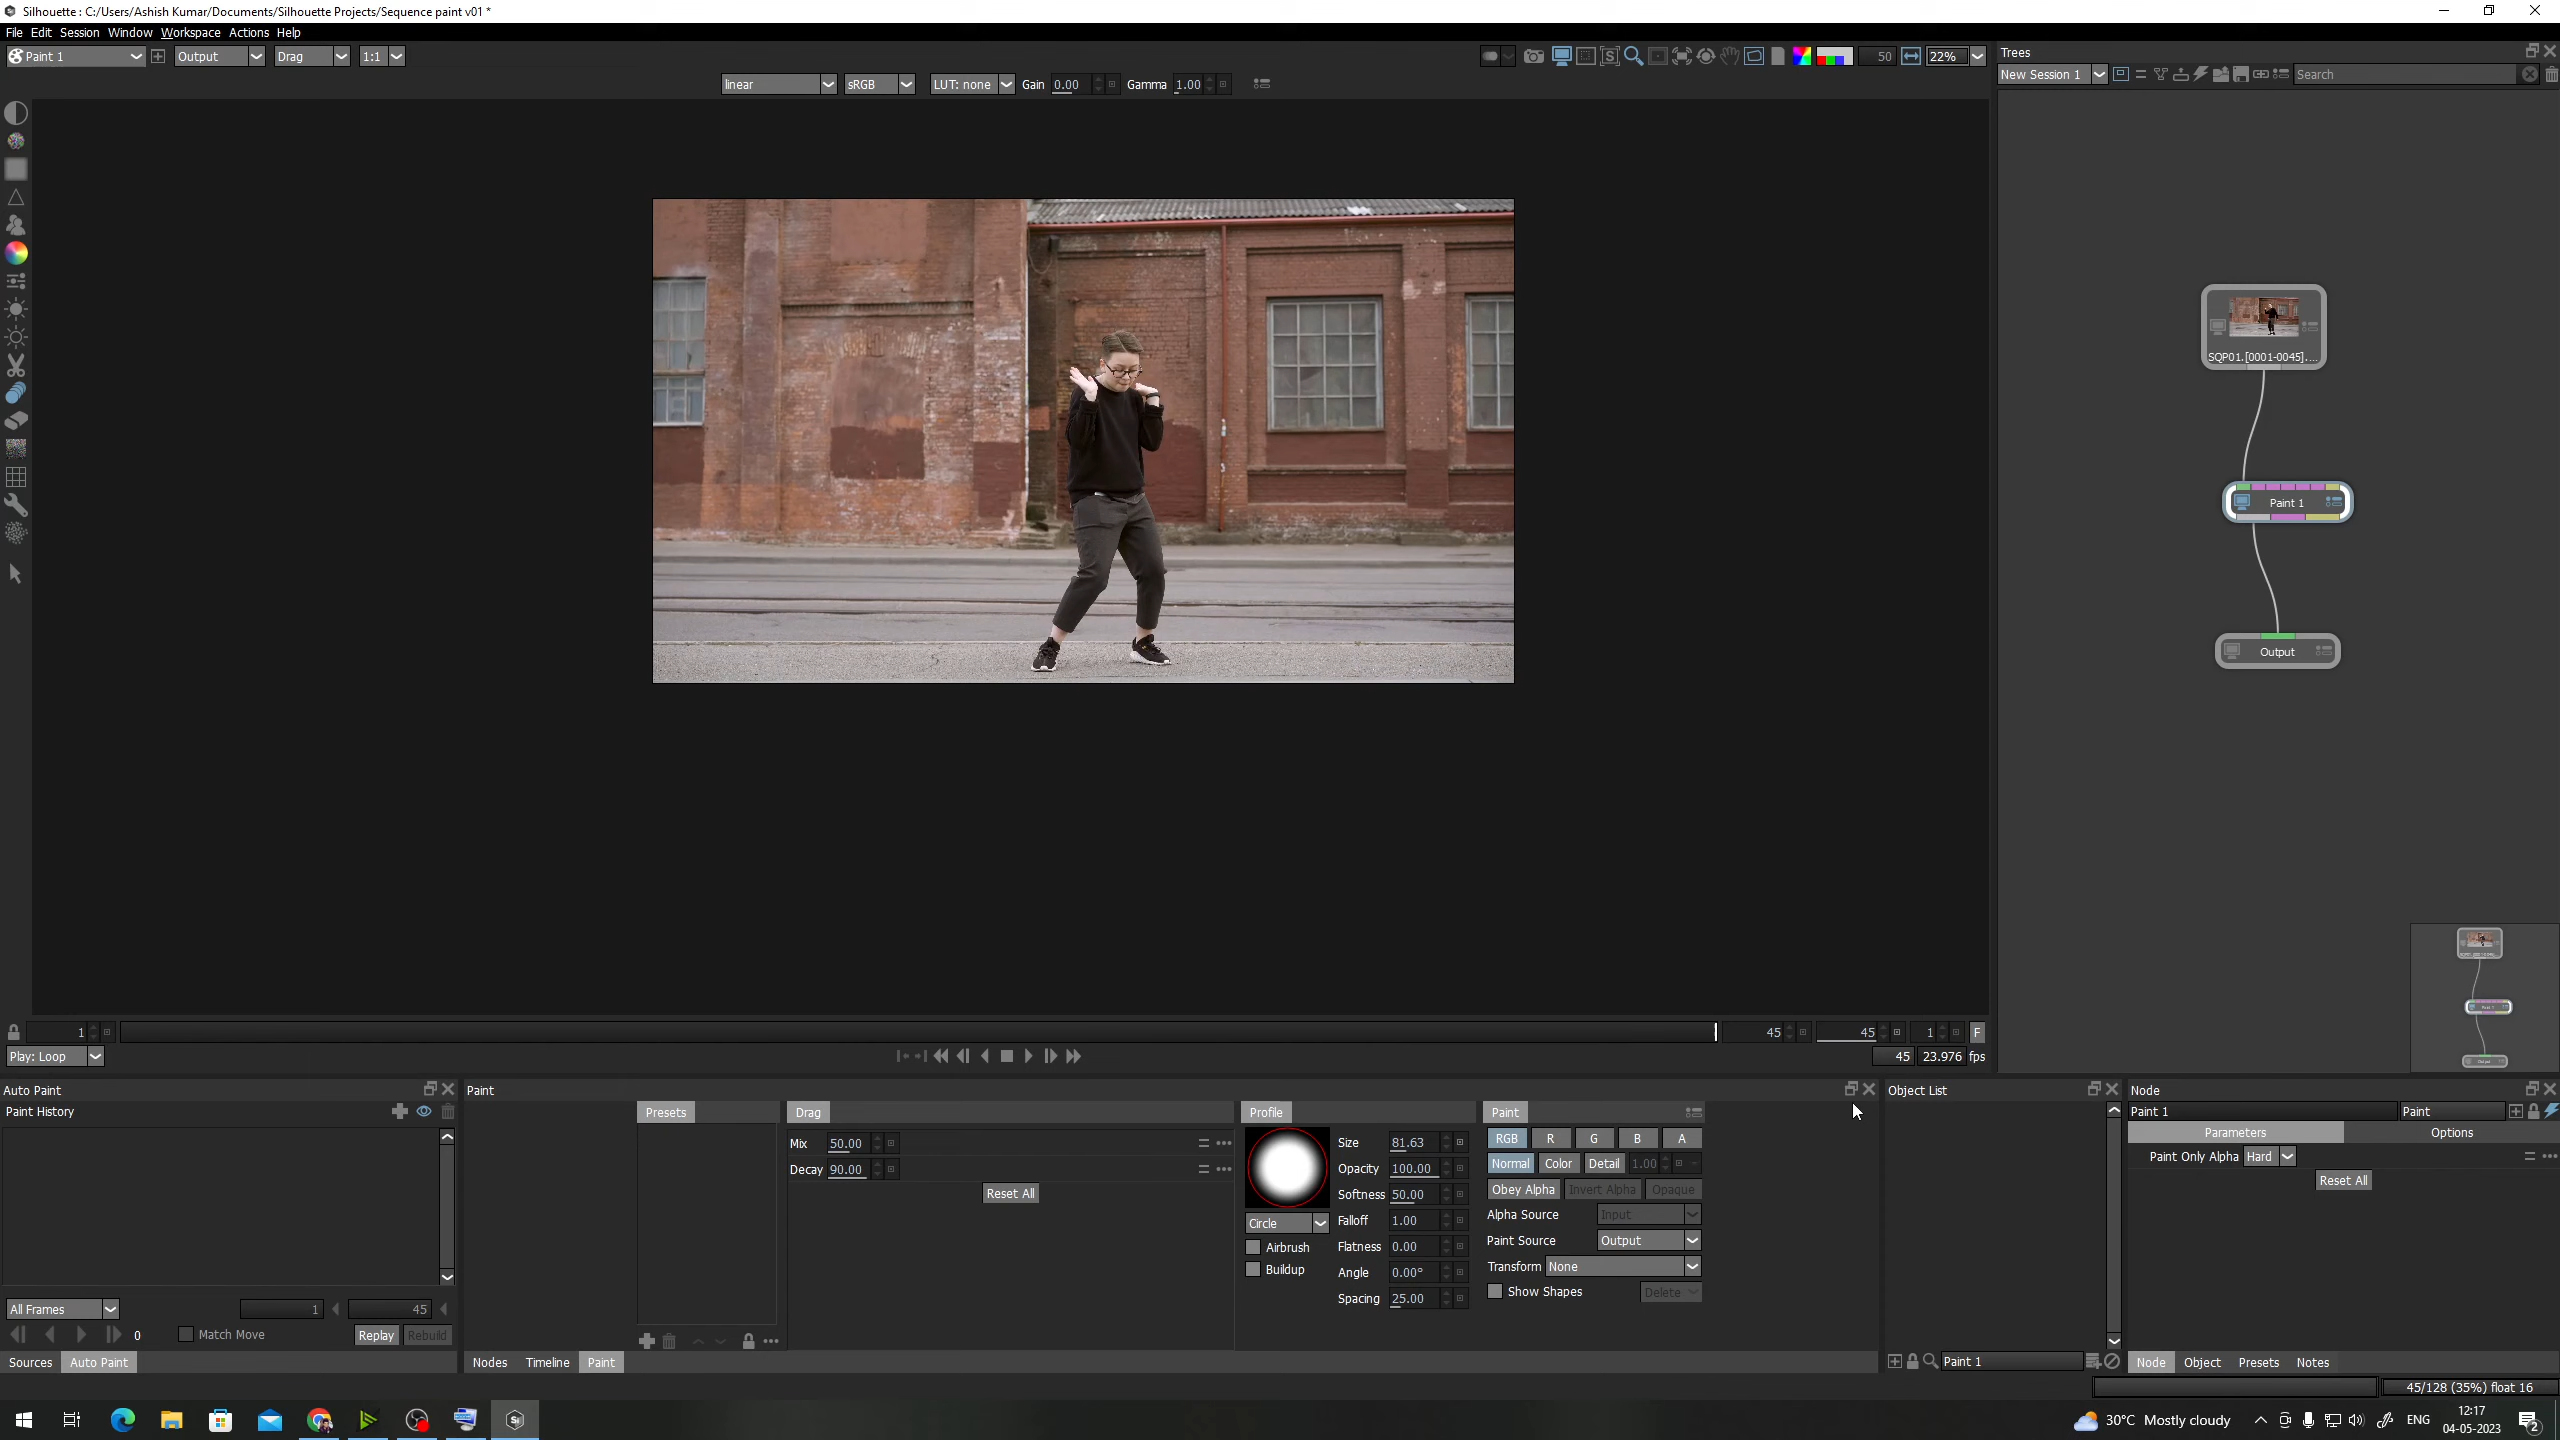 Silhouette : C:/Users/Ashish Kumar/Documents/Silhouette Projects/Sequence paint v01 *
File Edit Session Window Workspace Actions Help
Paint 1 Output Drag 1:1 50 22%
linear sRGB LUT: none Gain 0.00 Gamma 1.00
Trees
New Session 1 Search
SQP01.[0001-0045]....
Paint 1
Output
1 45 45 1 F
Play: Loop 45 23.976 fps
Auto Paint
Paint History
All Frames 1 45
0 Match Move Replay Rebuild
Sources Auto Paint
Paint
Presets
Nodes Timeline Paint
Drag
Mix 50.00
Decay 90.00
Reset All
Profile
Circle
Airbrush
Buildup
Size 81.63
Opacity 100.00
Softness 50.00
Falloff 1.00
Flatness 0.00
Angle 0.00°
Spacing 25.00
Paint
RGB R G B A
Normal Color Detail 1.00
Obey Alpha Invert Alpha Opaque
Alpha Source Input
Paint Source Output
Transform None
Show Shapes Delete
Object List
Paint 1
Node
Paint 1 Paint
Parameters Options
Paint Only Alpha Hard
Reset All
Node Object Presets Notes
45/128 (35%) float 16
30°C Mostly cloudy ENG 12:17
04-05-2023
2